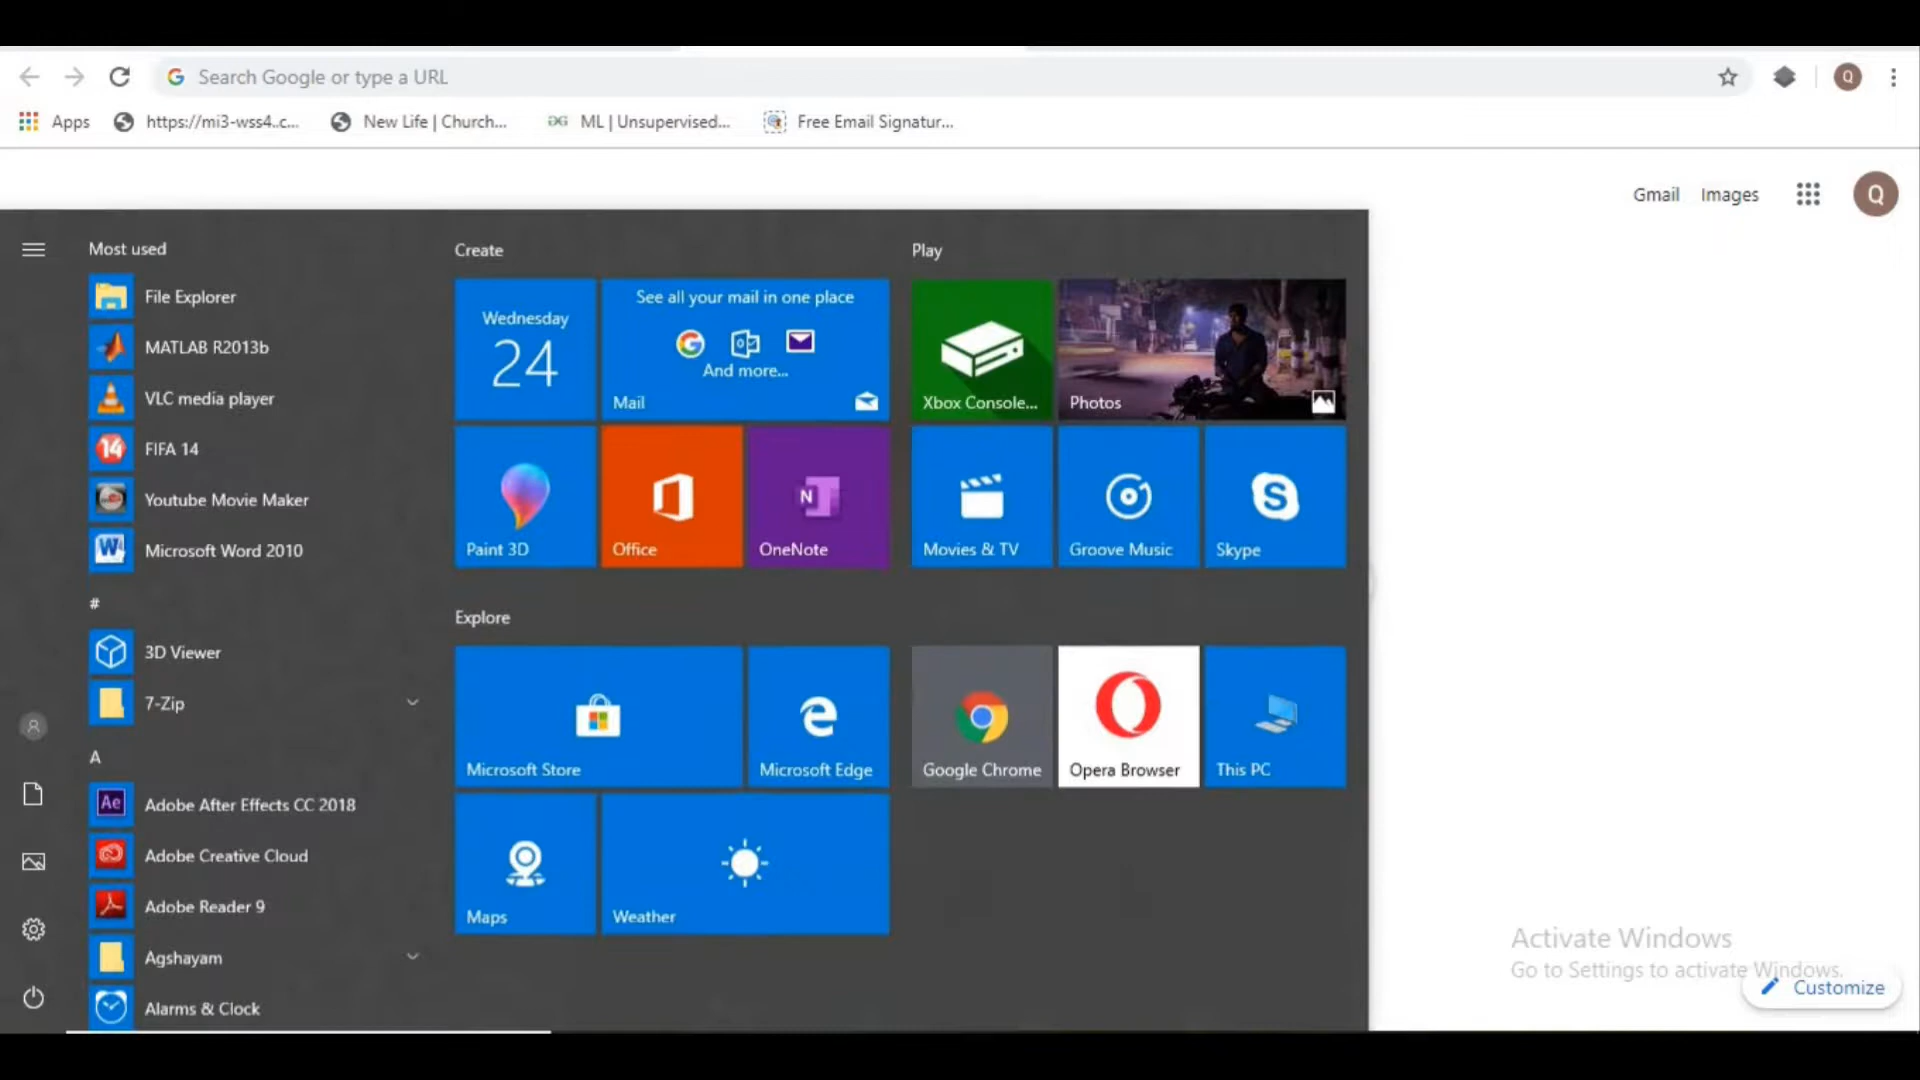 Search Google or type a URL
Q
Apps
https://mi3-wss4..c...
New Life | Church...
ML | Unsupervised...
Free Email Signatur...
Gmail
Images
Q
Most used
File Explorer
MATLAB R2013b
VLC media player
14
FIFA 14
Youtube Movie Maker
W
Microsoft Word 2010
#
3D Viewer
7-Zip
A
Ae
Adobe After Effects CC 2018
Adobe Creative Cloud
Adobe Reader 9
Agshayam
Alarms & Clock
Create
Wednesday
24
See all your mail in one place
And more...
Mail
Paint 3D
Office
N
OneNote
Play
Xbox Console...
Photos
Movies & TV
Groove Music
S
Skype
Explore
Microsoft Store
Microsoft Edge
Maps
Weather
Google Chrome
Opera Browser
This PC
Activate Windows
Go to Settings to activate Windows.
Customize